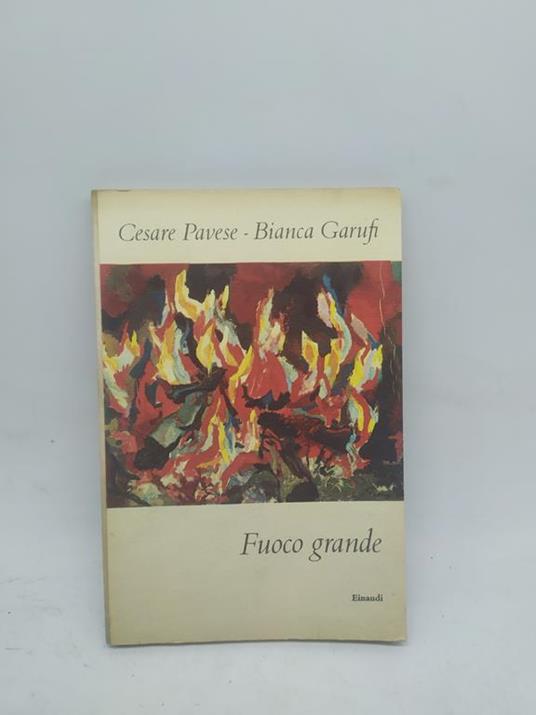 Cesare Pavese - Bianca Garufi
Fuoco grande
Einaudi